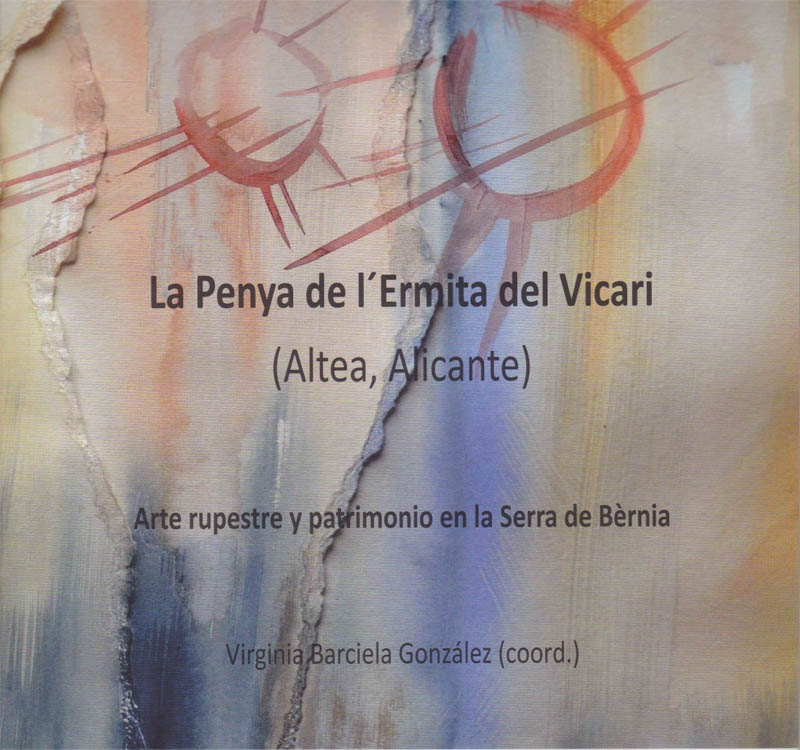 La Penya de l´Ermita del Vicari
(Altea, Alicante)
Arte rupestre y patrimonio en la Serra de Bèrnia
Virginia Barciela González (coord.)